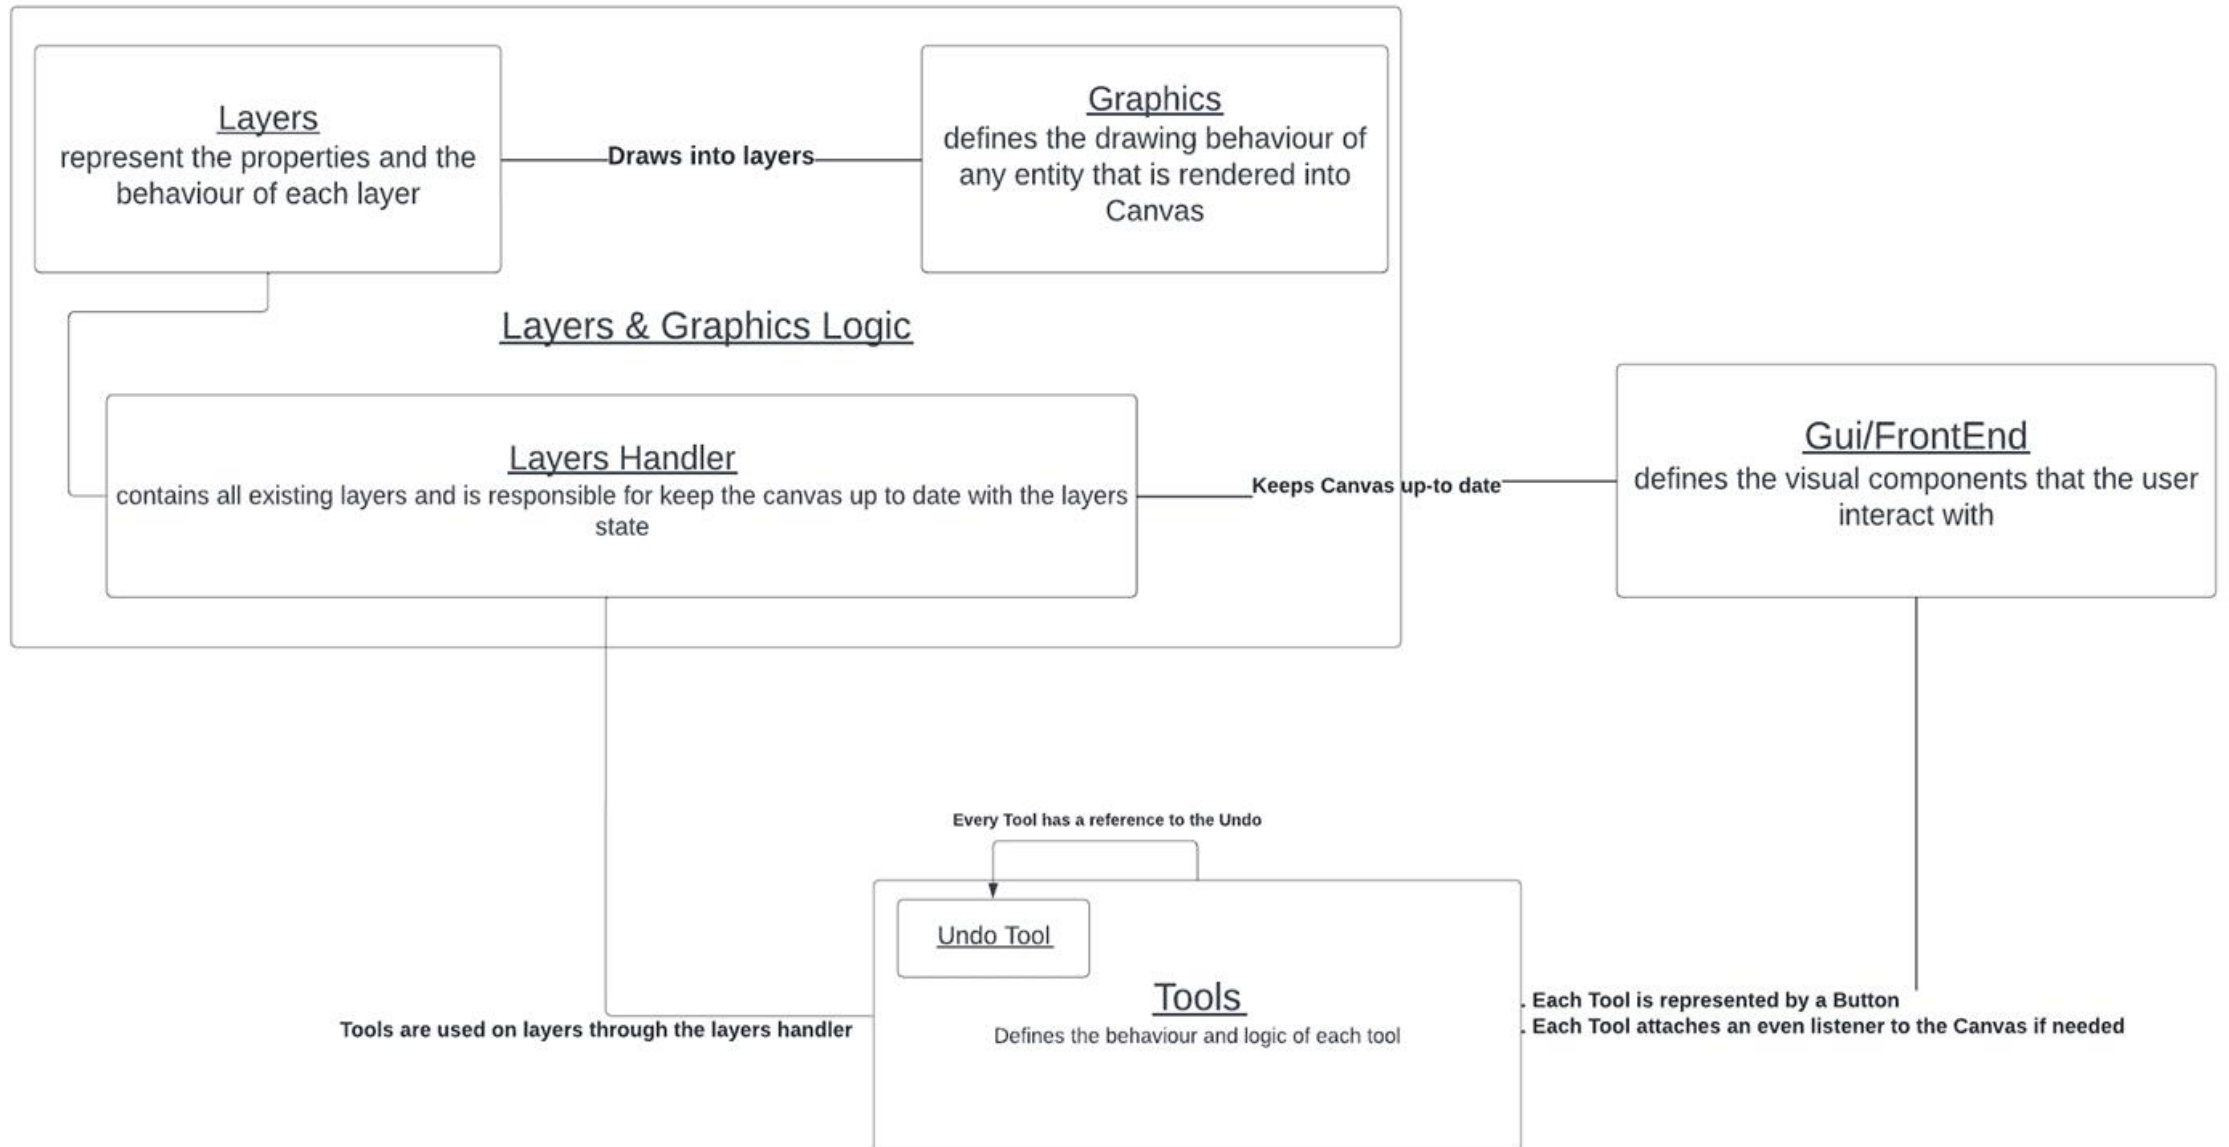 Layers
represent the properties and the
behaviour of each layer
Draws into layers
Graphics
defines the drawing behaviour of
any entity that is rendered into
Canvas
Layers & Graphics Logic
Layers Handler
contains all existing layers and is responsible for keep the canvas up to date with the layers
state
Keeps Canvas up-to date
Gui/FrontEnd
defines the visual components that the user
interact with
Every Tool has a reference to the Undo
Undo Tool
Tools
Defines the behaviour and logic of each tool
Tools are used on layers through the layers handler
. Each Tool is represented by a Button
. Each Tool attaches an even listener to the Canvas if needed